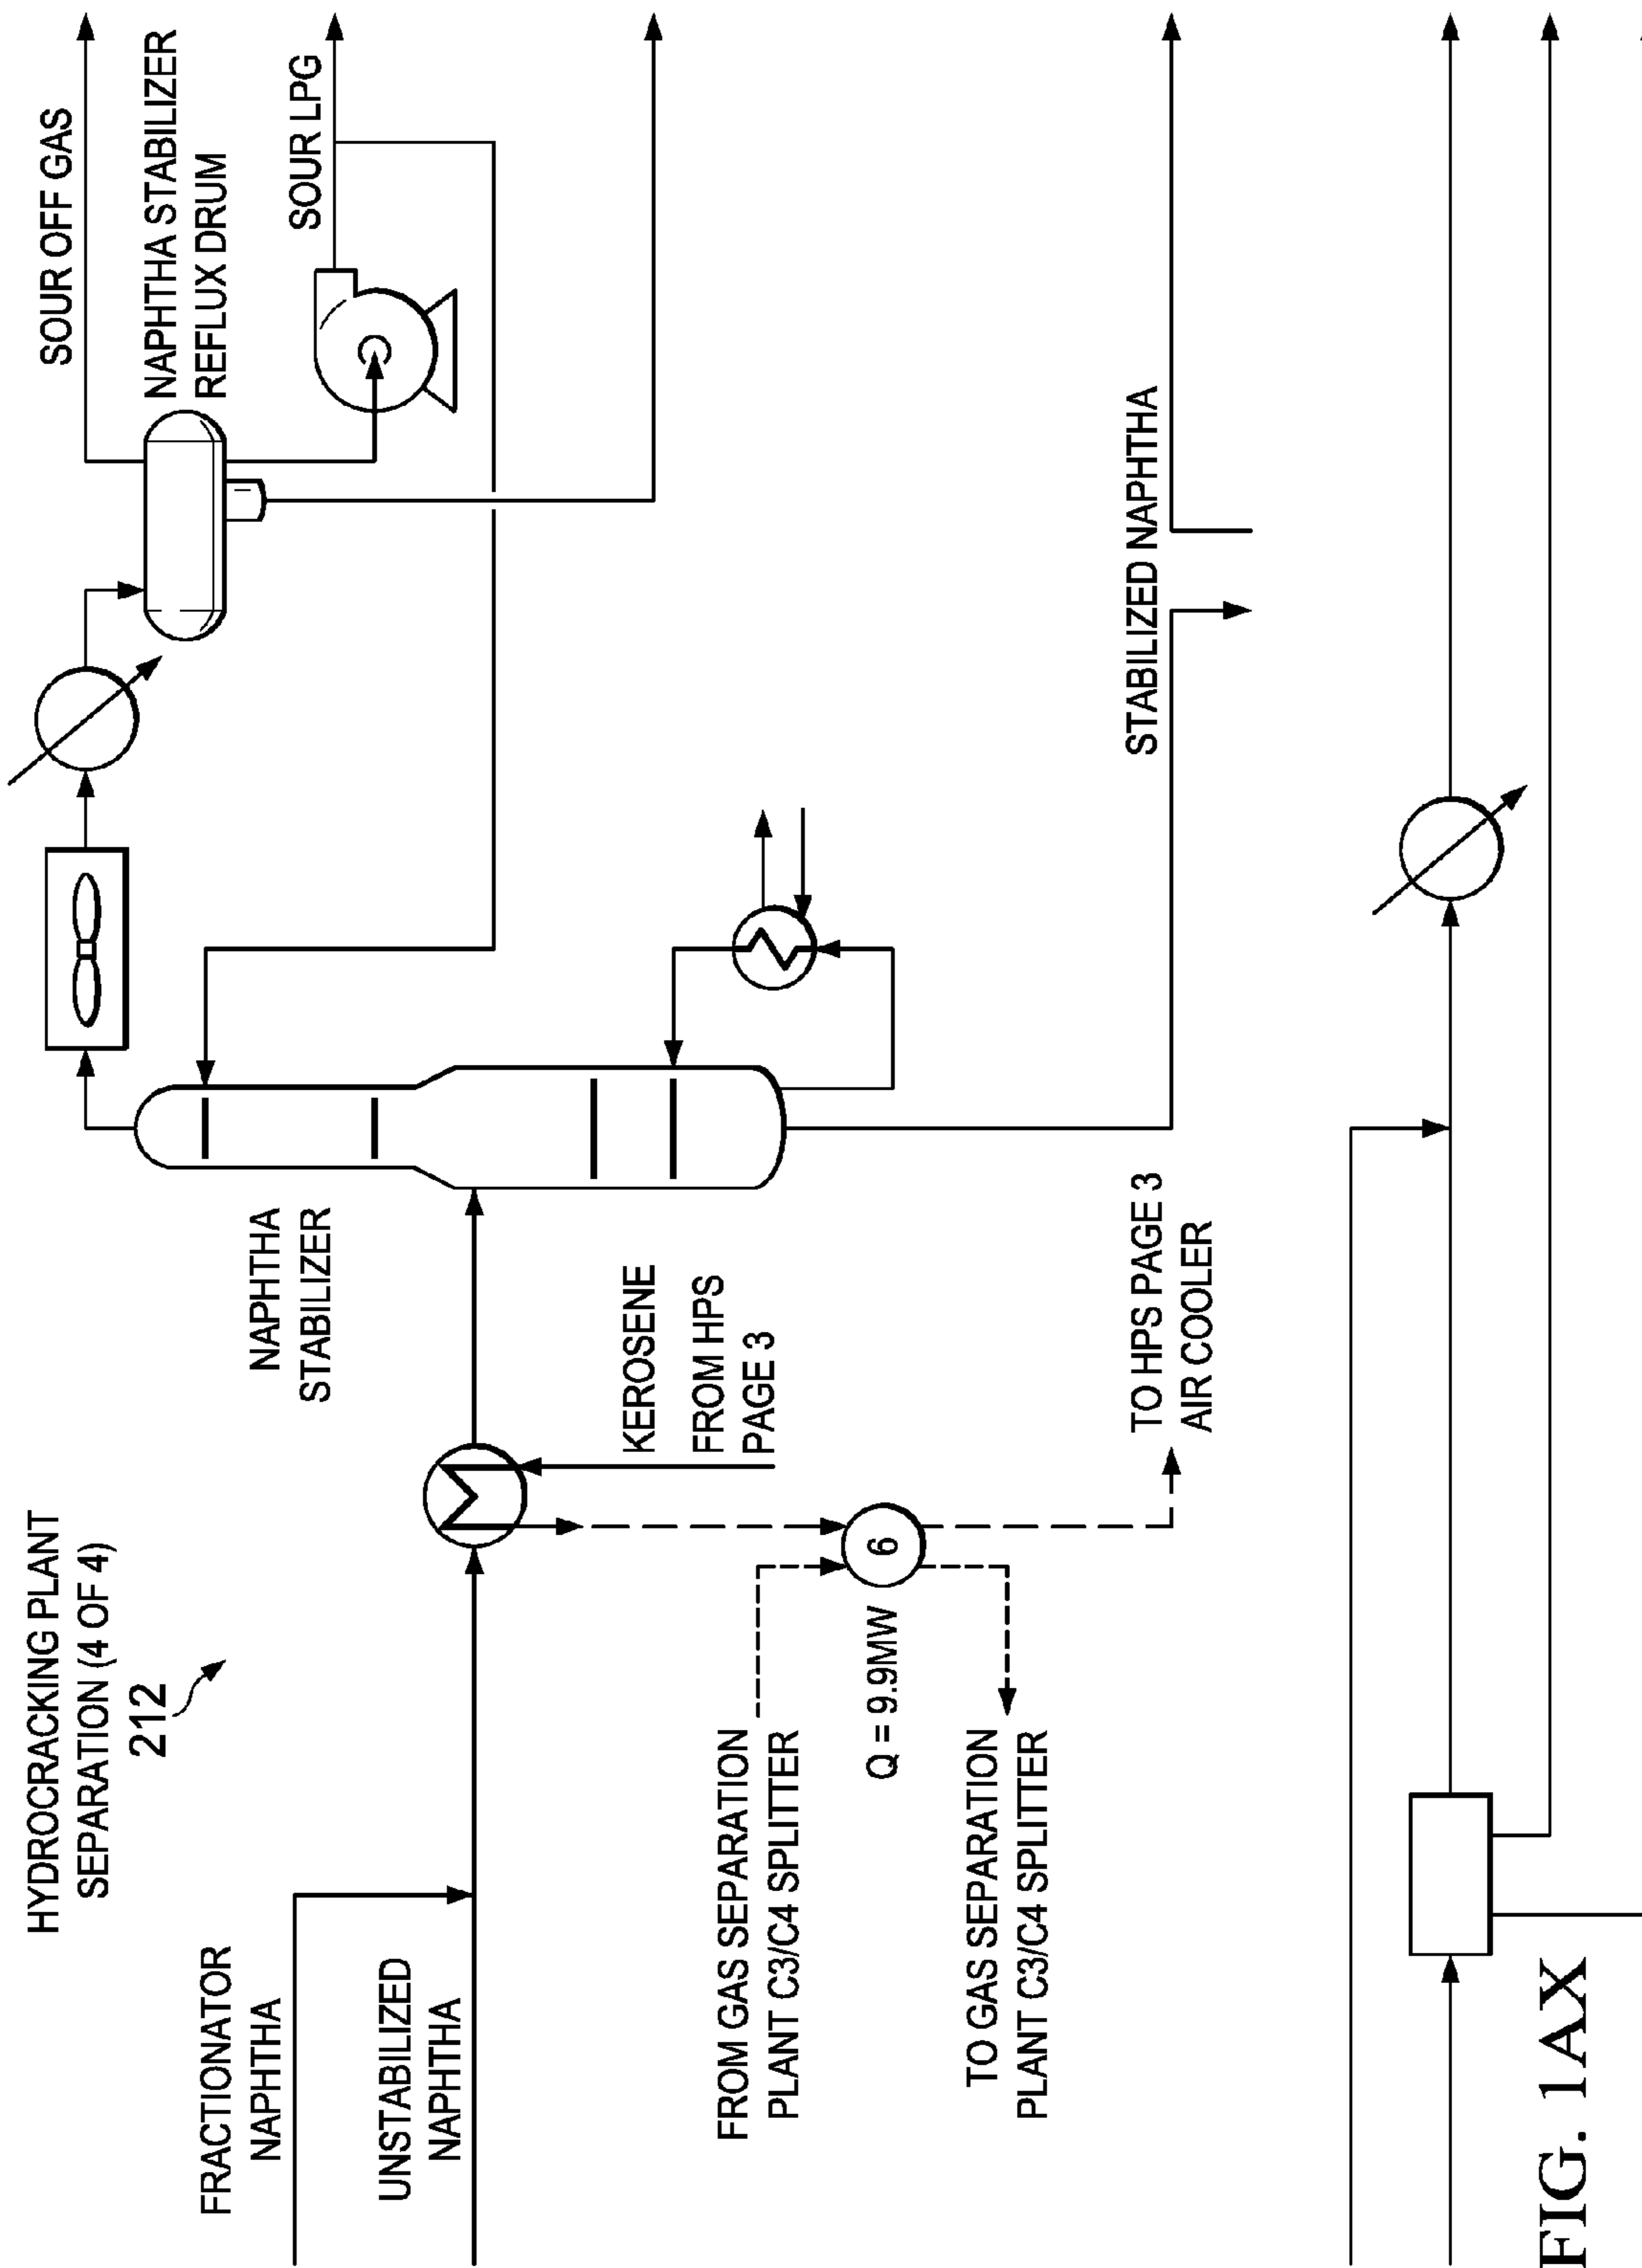 HYDROCRACKING PLANT
SEPARATION (4 OF 4)
212
FRACTIONATOR
NAPHTHA
UNSTABILIZED
NAPHTHA
NAPHTHA
STABILIZER
SOUR OFF GAS
NAPHTHA STABILIZER
REFLUX DRUM
SOUR LPG
KEROSENE
FROM HPS
PAGE 3
FROM GAS SEPARATION
PLANT C3/C4 SPLITTER
6
Q = 9.9MW
TO GAS SEPARATION
PLANT C3/C4 SPLITTER
TO HPS PAGE 3
AIR COOLER
STABILIZED NAPHTHA
FIG. 1AX